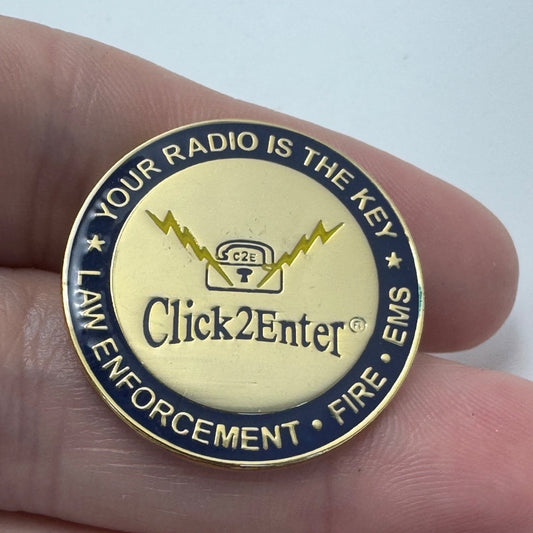 ★ YOUR RADIO IS THE KEY ★
C2E
Click2Enter®
LAW ENFORCEMENT • FIRE • EMS